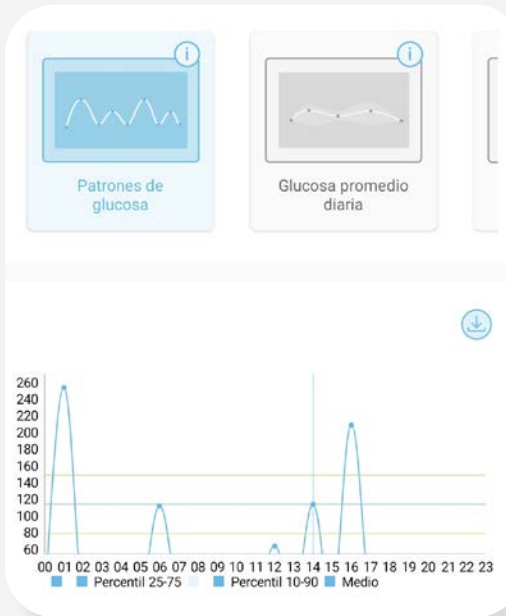 i
i
Patrones de
glucosa
Glucosa promedio
diaria
260
240
220
200
180
160
140
120
100
80
60
00 01 02 03 04 05 06 07 08 09 10 11 12 13 14 15 16 17 18 19 20 21 22 23
Percentil 25-75 Percentil 10-90 Medio